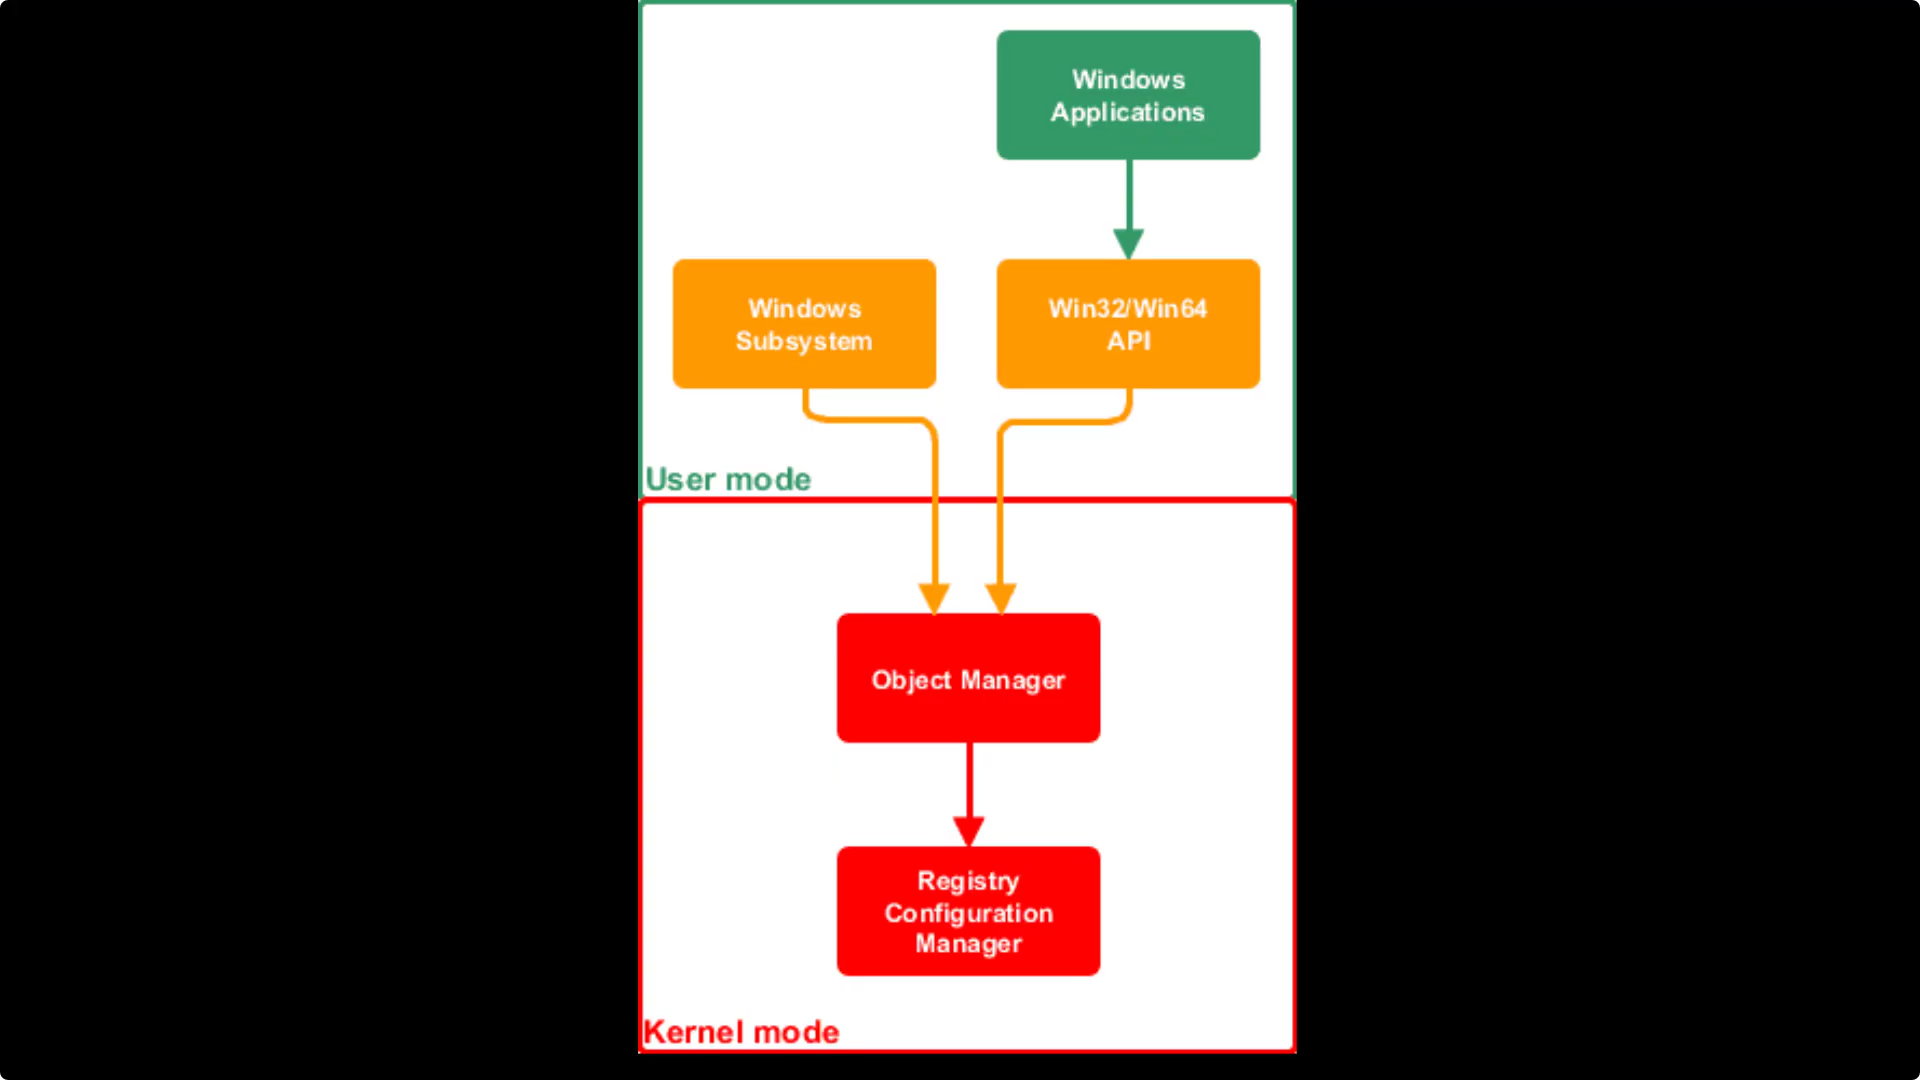 Windows
Applications
Windows
Subsystem
Win32/Win64
API
User mode
Object Manager
Registry
Configuration
Manager
Kernel mode